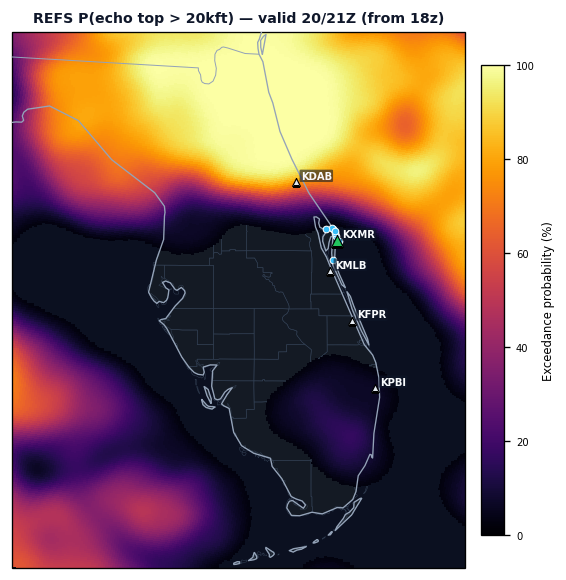 REFS P(echo top > 20kft) — valid 20/21Z (from 18z)
KDAB
KXMR
KMLB
KFPR
KPBI
100
80
60
40
20
0
Exceedance probability (%)